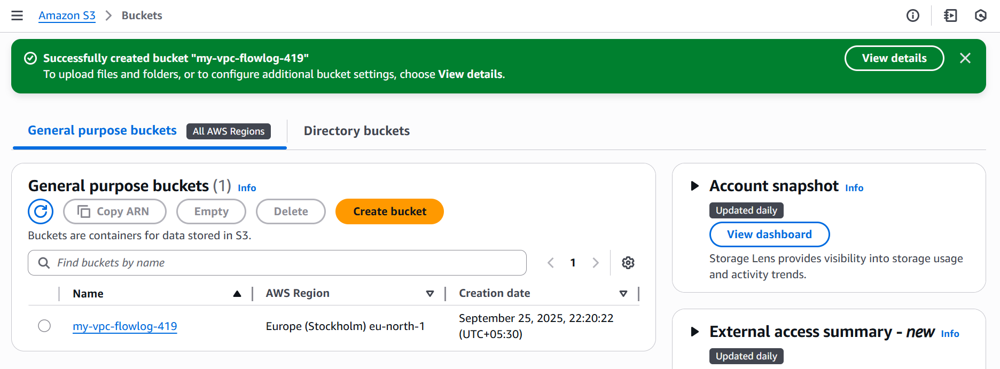 Amazon S3 > Buckets
Successfully created bucket "my-vpc-flowlog-419"
To upload files and folders, or to configure additional bucket settings, choose View details.
View details
General purpose buckets All AWS Regions Directory buckets
General purpose buckets (1) Info
Copy ARN Empty Delete Create bucket
Buckets are containers for data stored in S3.
Find buckets by name
1
Name AWS Region Creation date
my-vpc-flowlog-419 Europe (Stockholm) eu-north-1 September 25, 2025, 22:20:22
(UTC+05:30)
Account snapshot Info
Updated daily
View dashboard
Storage Lens provides visibility into storage usage
and activity trends.
External access summary - new Info
Updated daily